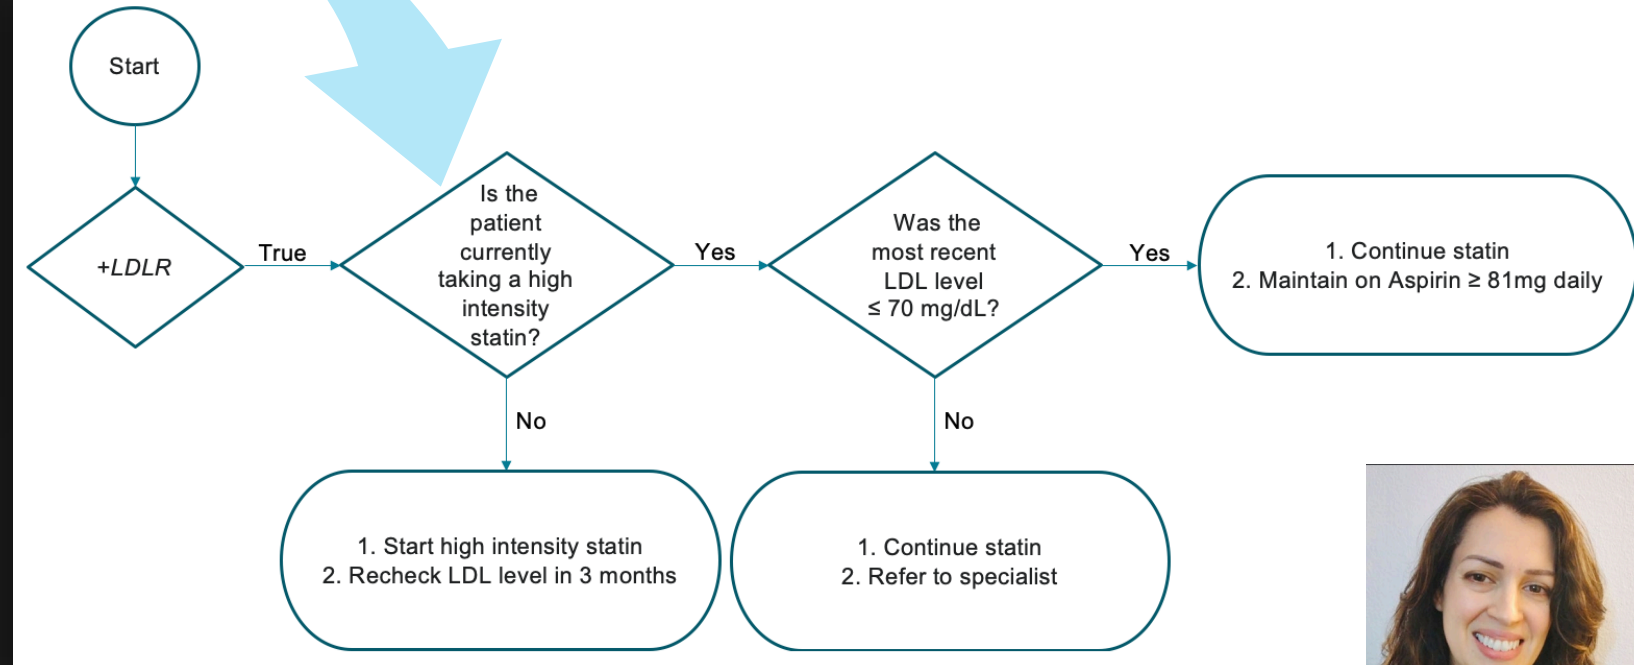 Start
+LDLR
True
Is the
patient
currently
taking a high
intensity
statin?
Yes
Was the
most recent
LDL level
≤ 70 mg/dL?
Yes
1. Continue statin
2. Maintain on Aspirin ≥ 81mg daily
No
No
1. Start high intensity statin
2. Recheck LDL level in 3 months
1. Continue statin
2. Refer to specialist